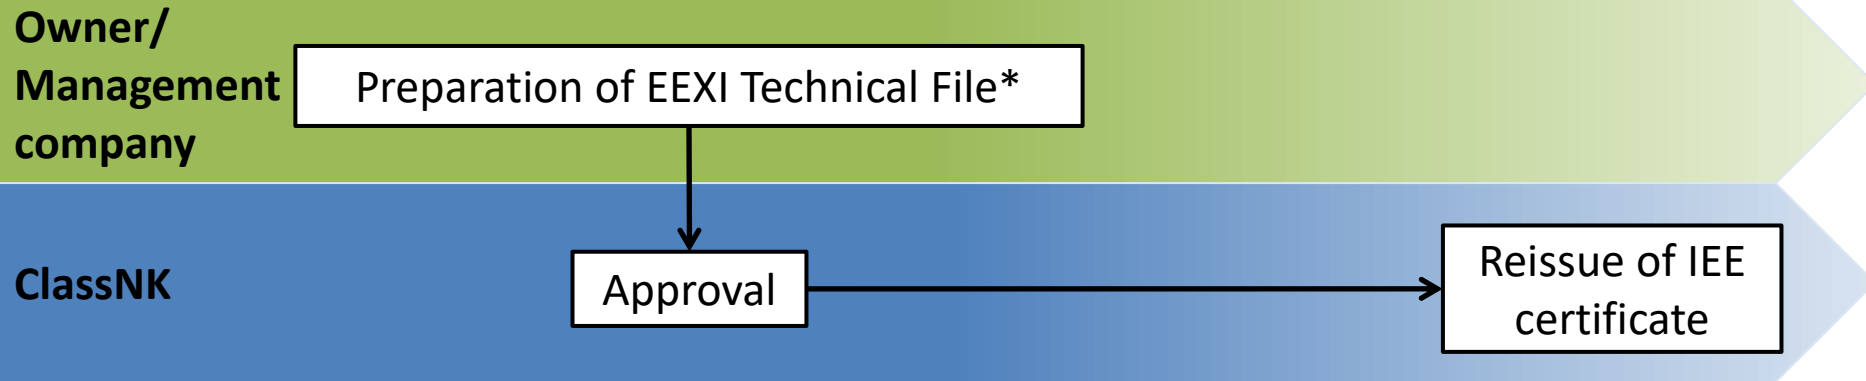 Owner/
Management
company
Preparation of EEXI Technical File*
ClassNK
Approval
Reissue of IEE
certificate